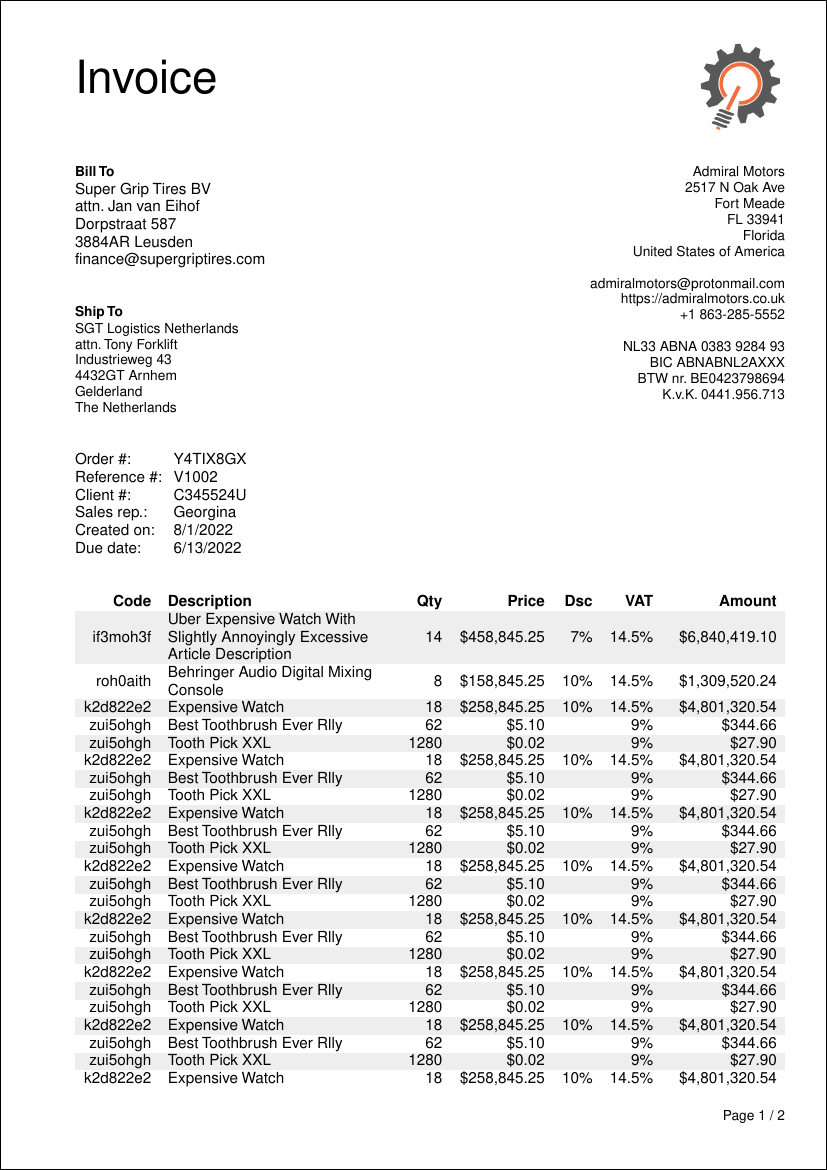 Invoice
Bill To
Super Grip Tires BV
attn. Jan van Eihof
Dorpstraat 587
3884AR Leusden
finance@supergriptires.com
Ship To
SGT Logistics Netherlands
attn. Tony Forklift
Industrieweg 43
4432GT Arnhem
Gelderland
The Netherlands
Admiral Motors
2517 N Oak Ave
Fort Meade
FL 33941
Florida
United States of America
admiralmotors@protonmail.com
https://admiralmotors.co.uk
+1 863-285-5552
NL33 ABNA 0383 9284 93
BIC ABNABNL2AXXX
BTW nr. BE0423798694
K.v.K. 0441.956.713
Order #: Y4TIX8GX
Reference #: V1002
Client #: C345524U
Sales rep.: Georgina
Created on: 8/1/2022
Due date: 6/13/2022
Code Description Qty Price Dsc VAT Amount
Uber Expensive Watch With
if3moh3f Slightly Annoyingly Excessive 14 $458,845.25 7% 14.5% $6,840,419.10
Article Description
roh0aith Behringer Audio Digital Mixing 8 $158,845.25 10% 14.5% $1,309,520.24
Console
k2d822e2 Expensive Watch 18 $258,845.25 10% 14.5% $4,801,320.54
zui5ohgh Best Toothbrush Ever Rlly 62 $5.10 9% $344.66
zui5ohgh Tooth Pick XXL 1280 $0.02 9% $27.90
k2d822e2 Expensive Watch 18 $258,845.25 10% 14.5% $4,801,320.54
zui5ohgh Best Toothbrush Ever Rlly 62 $5.10 9% $344.66
zui5ohgh Tooth Pick XXL 1280 $0.02 9% $27.90
k2d822e2 Expensive Watch 18 $258,845.25 10% 14.5% $4,801,320.54
zui5ohgh Best Toothbrush Ever Rlly 62 $5.10 9% $344.66
zui5ohgh Tooth Pick XXL 1280 $0.02 9% $27.90
k2d822e2 Expensive Watch 18 $258,845.25 10% 14.5% $4,801,320.54
zui5ohgh Best Toothbrush Ever Rlly 62 $5.10 9% $344.66
zui5ohgh Tooth Pick XXL 1280 $0.02 9% $27.90
k2d822e2 Expensive Watch 18 $258,845.25 10% 14.5% $4,801,320.54
zui5ohgh Best Toothbrush Ever Rlly 62 $5.10 9% $344.66
zui5ohgh Tooth Pick XXL 1280 $0.02 9% $27.90
k2d822e2 Expensive Watch 18 $258,845.25 10% 14.5% $4,801,320.54
zui5ohgh Best Toothbrush Ever Rlly 62 $5.10 9% $344.66
zui5ohgh Tooth Pick XXL 1280 $0.02 9% $27.90
k2d822e2 Expensive Watch 18 $258,845.25 10% 14.5% $4,801,320.54
zui5ohgh Best Toothbrush Ever Rlly 62 $5.10 9% $344.66
zui5ohgh Tooth Pick XXL 1280 $0.02 9% $27.90
k2d822e2 Expensive Watch 18 $258,845.25 10% 14.5% $4,801,320.54
Page 1 / 2